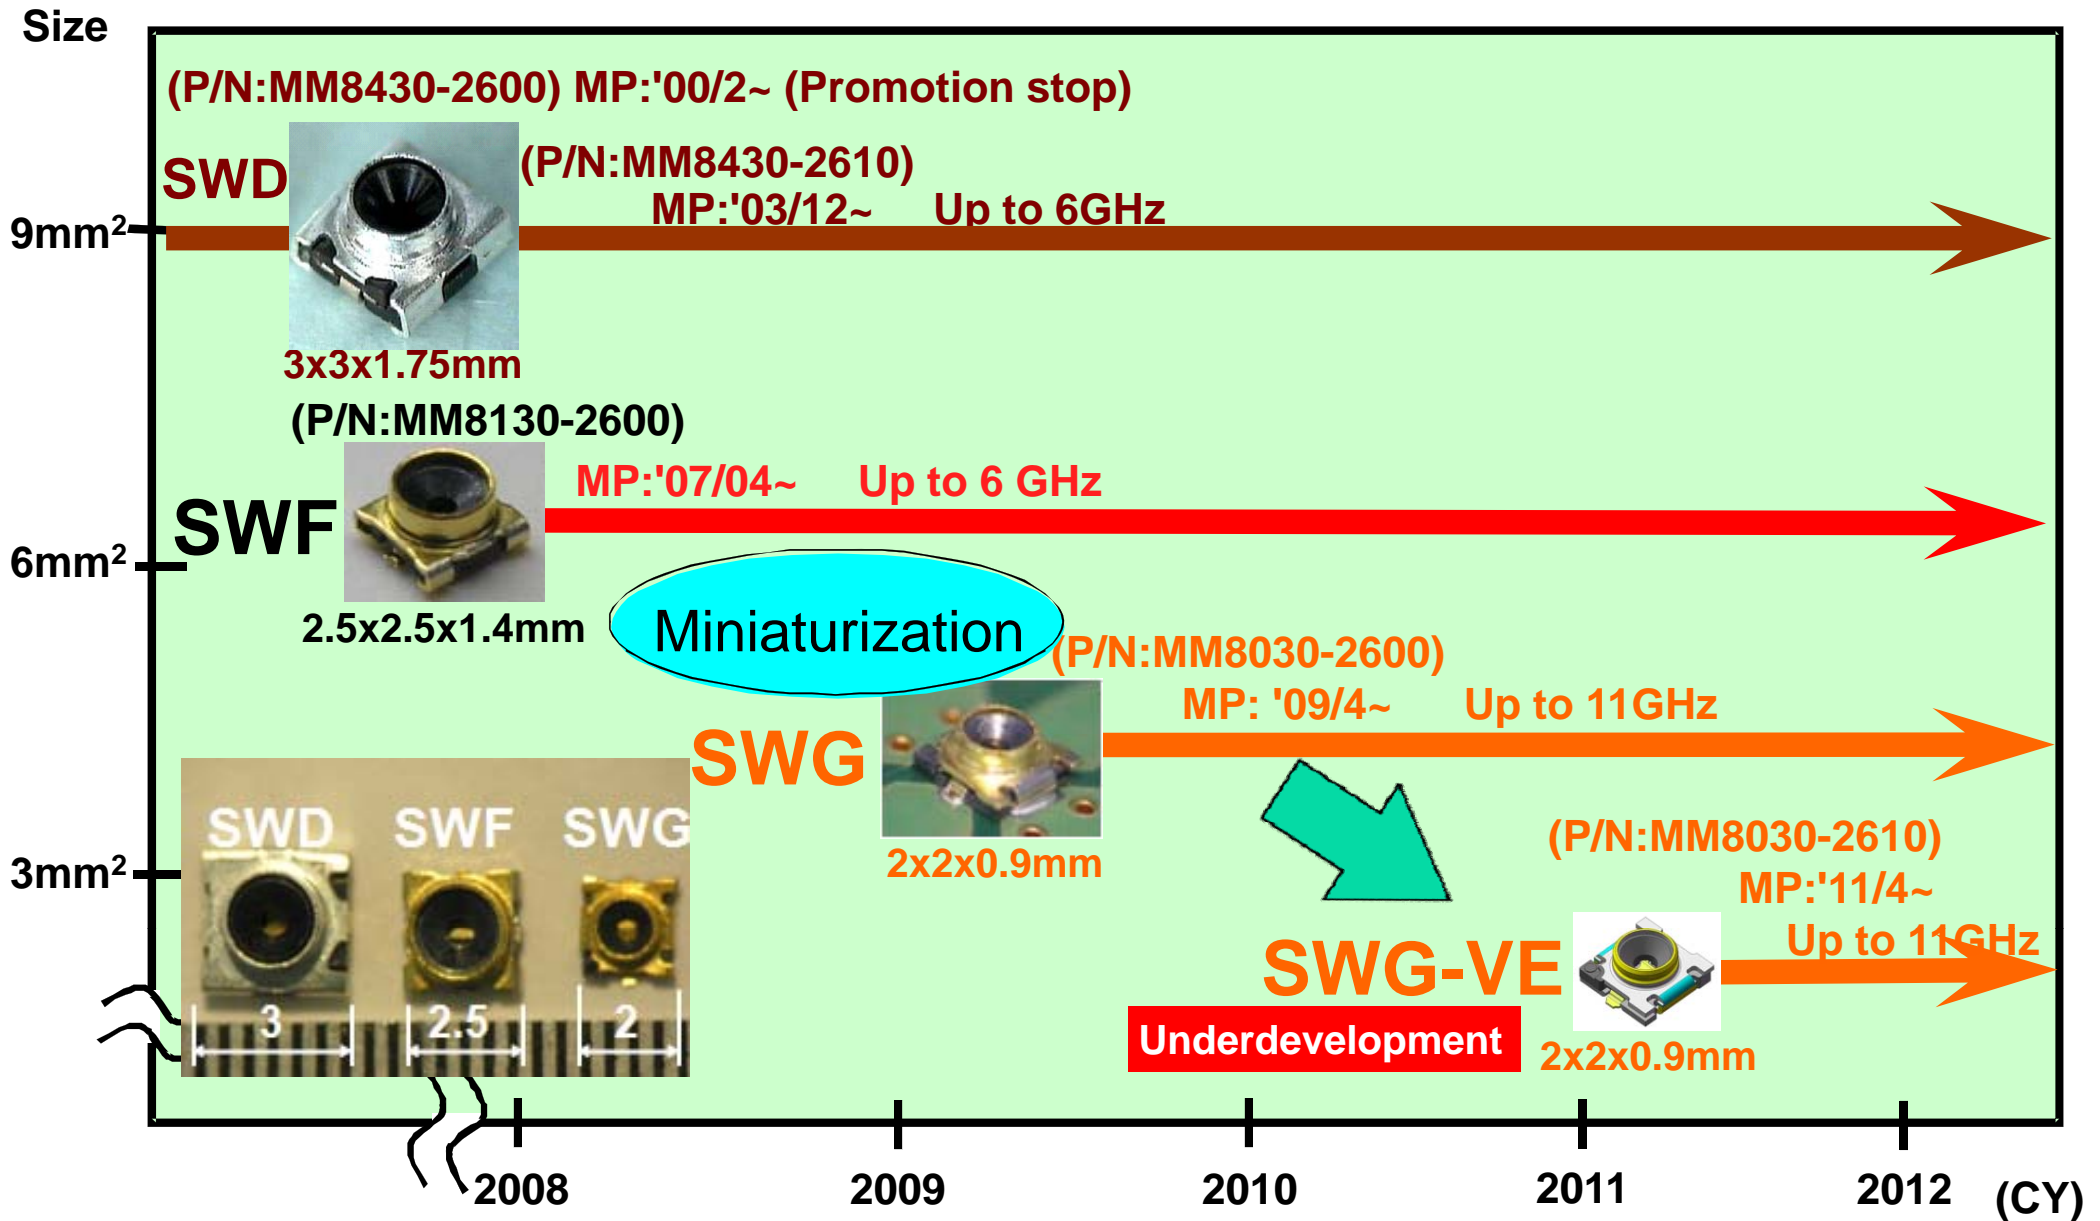 Size
(P/N:MM8430-2600) MP:'00/2~ (Promotion stop)
SWD
(P/N:MM8430-2610)
MP:'03/12~ Up to 6GHz
9mm²
3x3x1.75mm
(P/N:MM8130-2600)
MP:'07/04~ Up to 6 GHz
SWF
6mm²
2.5x2.5x1.4mm
Miniaturization
(P/N:MM8030-2600)
MP: '09/4~ Up to 11GHz
SWG
2x2x0.9mm
SWD SWF SWG
3mm²
3 2.5 2
(P/N:MM8030-2610)
MP:'11/4~
Up to 11GHz
SWG-VE
Underdevelopment
2x2x0.9mm
2008 2009 2010 2011 2012 (CY)